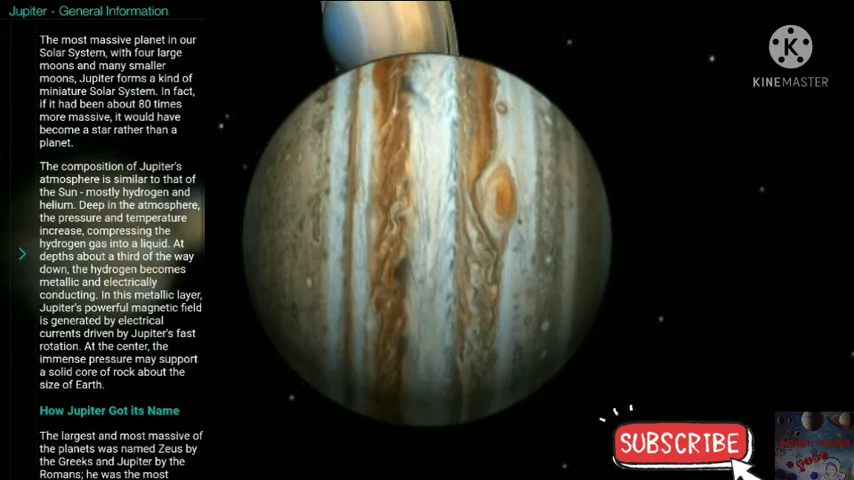 Jupiter - General Information
The most massive planet in our
Solar System, with four large
moons and many smaller
moons, Jupiter forms a kind of
miniature Solar System. In fact,
if it had been about 80 times
more massive, it would have
become a star rather than a
planet.
The composition of Jupiter's
atmosphere is similar to that of
the Sun - mostly hydrogen and
helium. Deep in the atmosphere,
the pressure and temperature
increase, compressing the
hydrogen gas into a liquid. At
depths about a third of the way
down, the hydrogen becomes
metallic and electrically
conducting. In this metallic layer,
Jupiter's powerful magnetic field
is generated by electrical
currents driven by Jupiter's fast
rotation. At the center, the
immense pressure may support
a solid core of rock about the
size of Earth.
How Jupiter Got its Name
The largest and most massive of
the planets was named Zeus by
the Greeks and Jupiter by the
Romans; he was the most
K
KINEMASTER
SUBSCRIBE